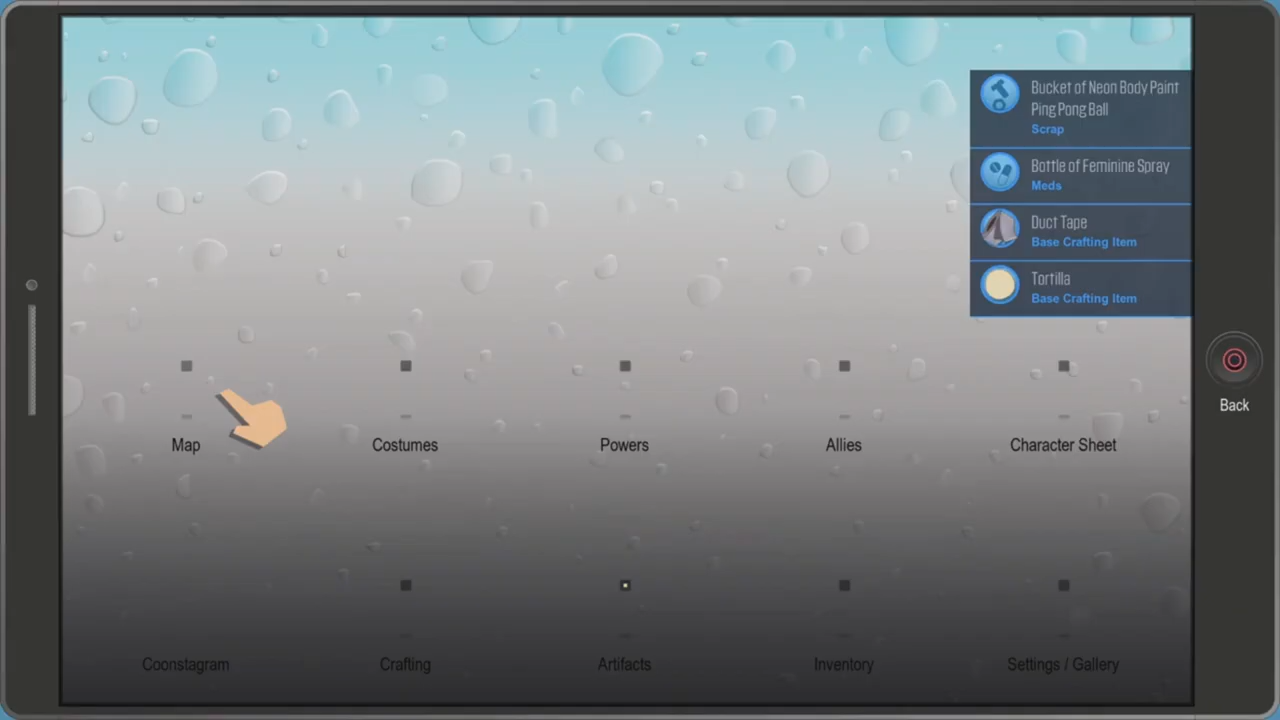 Bucket of Neon Body Paint
Ping Pong Ball
Scrap
Bottle of Feminine Spray
Meds
Duct Tape
Base Crafting Item
Tortilla
Base Crafting Item
Back
Map
Costumes
Powers
Allies
Character Sheet
Coonstagram
Crafting
Artifacts
Inventory
Settings / Gallery